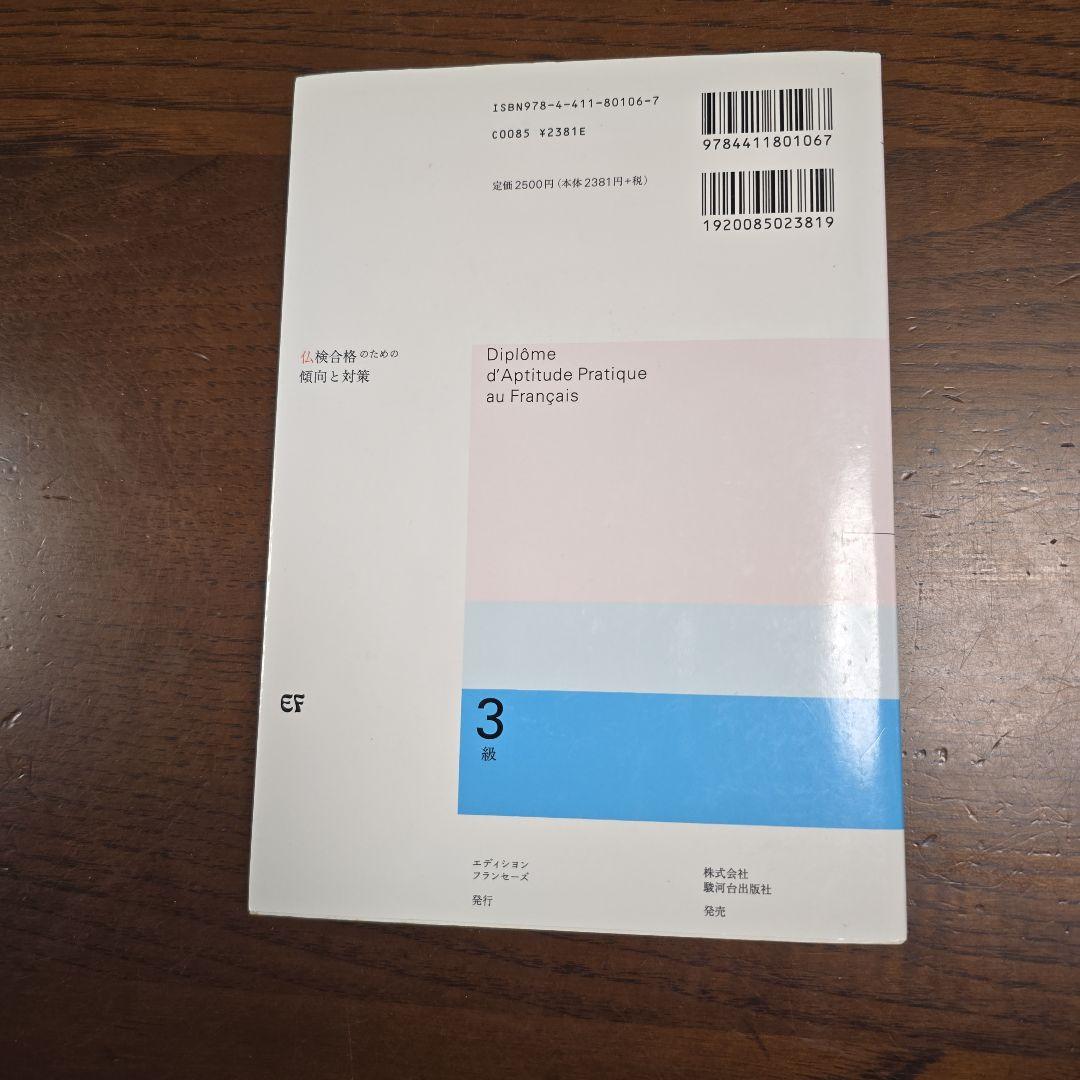 ISBN978-4-411-80106-7
C0085 ¥2381E
定価2500円(本体2381円+税)
9784411801067
1920085023819
仏検合格のための
傾向と対策
Diplôme
d'Aptitude Pratique
au Français
EF
3
級
エディション
フランセーズ
発行
株式会社
駿河台出版社
発売